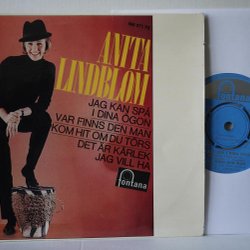 ANITA
LINDBLOM
JAG KAN SPÅ
I DINA ÖGON
VAR FINNS DEN MAN
KOM HIT OM DU TÖRS
DET ÄR KÄRLEK
JAG VILL HA
fontana